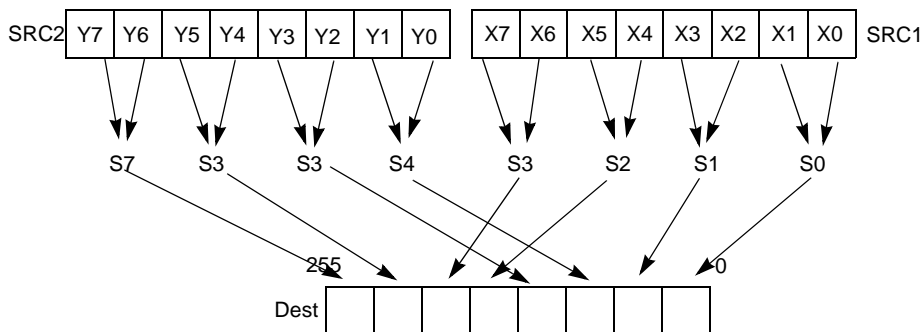 SRC2 Y7 Y6 Y5 Y4 Y3 Y2 Y1 Y0 X7 X6 X5 X4 X3 X2 X1 X0 SRC1
S7 S3 S3 S4 S3 S2 S1 S0
255 0
Dest